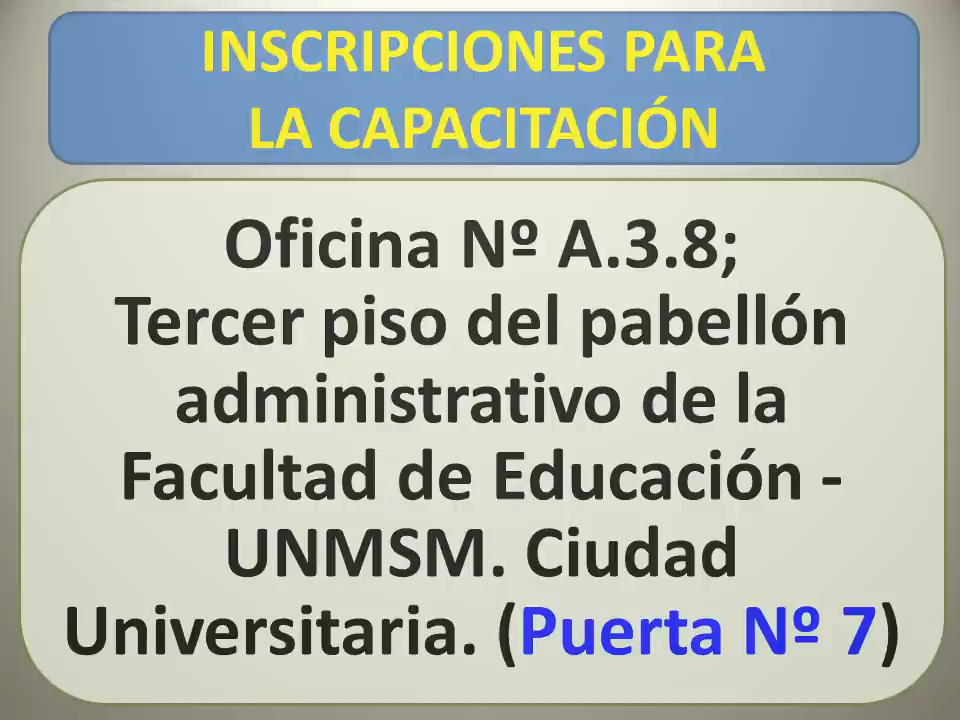 INSCRIPCIONES PARA
LA CAPACITACIÓN
Oficina Nº A.3.8;
Tercer piso del pabellón
administrativo de la
Facultad de Educación -
UNMSM. Ciudad
Universitaria. (Puerta Nº 7)